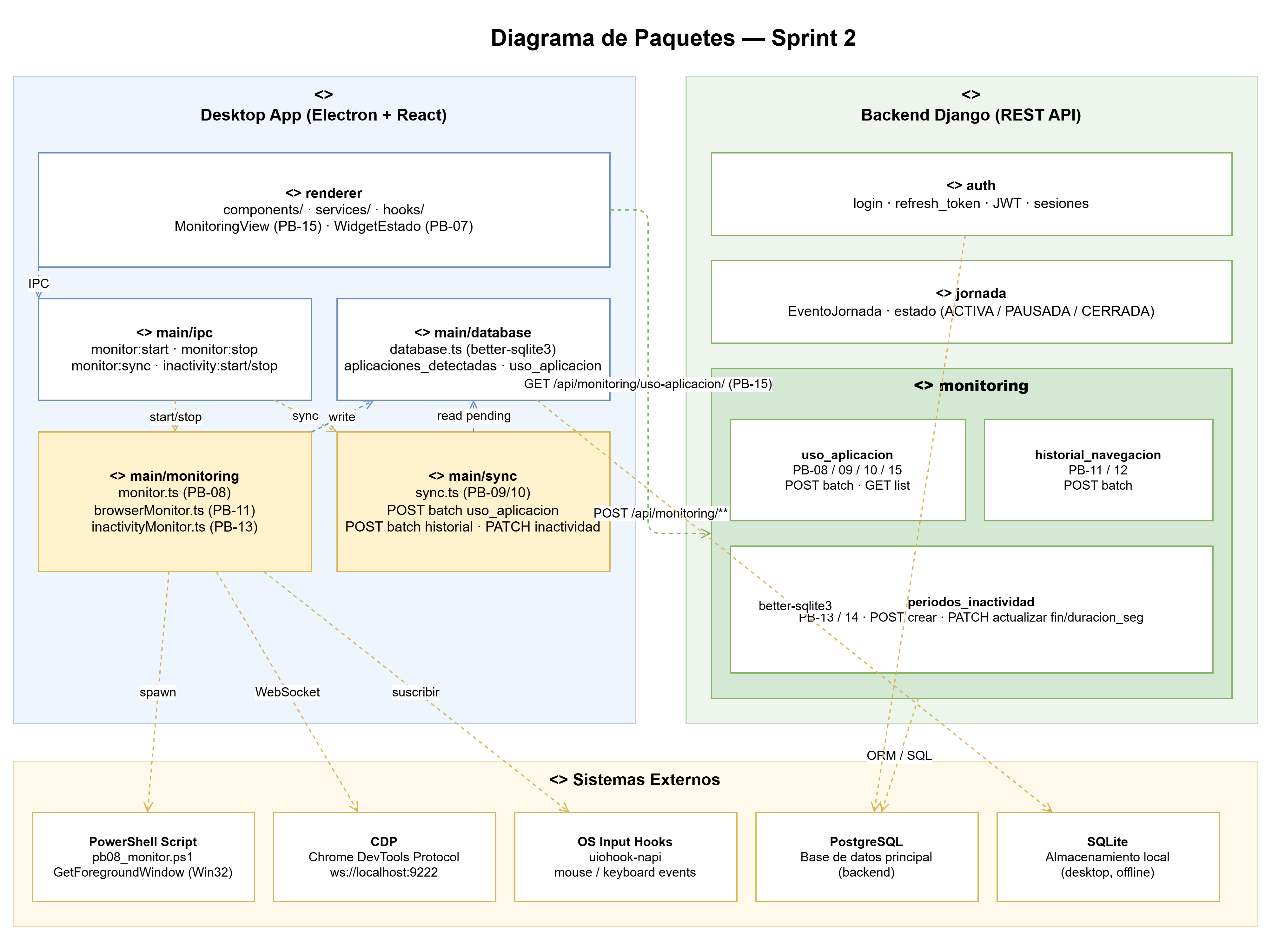 Diagrama de Paquetes — Sprint 2
<>
Desktop App (Electron + React)
<> renderer
components/ · services/ · hooks/
MonitoringView (PB-15) · WidgetEstado (PB-07)
IPC
<> main/ipc
monitor:start · monitor:stop
monitor:sync · inactivity:start/stop
<> main/database
database.ts (better-sqlite3)
aplicaciones_detectadas · uso_aplicacion
start/stop
sync
write
read pending
<> main/monitoring
monitor.ts (PB-08)
browserMonitor.ts (PB-11)
inactivityMonitor.ts (PB-13)
<> main/sync
sync.ts (PB-09/10)
POST batch uso_aplicacion
POST batch historial · PATCH inactividad
GET /api/monitoring/uso-aplicacion/ (PB-15)
POST /api/monitoring/**
spawn
WebSocket
suscribir
<>
Backend Django (REST API)
<> auth
login · refresh_token · JWT · sesiones
<> jornada
EventoJornada · estado (ACTIVA / PAUSADA / CERRADA)
<> monitoring
uso_aplicacion
PB-08 / 09 / 10 / 15
POST batch · GET list
historial_navegacion
PB-11 / 12
POST batch
periodos_inactividad
better-sqlite3
PB-13 / 14 · POST crear · PATCH actualizar fin/duracion_seg
ORM / SQL
<> Sistemas Externos
PowerShell Script
pb08_monitor.ps1
GetForegroundWindow (Win32)
CDP
Chrome DevTools Protocol
ws://localhost:9222
OS Input Hooks
uiohook-napi
mouse / keyboard events
PostgreSQL
Base de datos principal
(backend)
SQLite
Almacenamiento local
(desktop, offline)